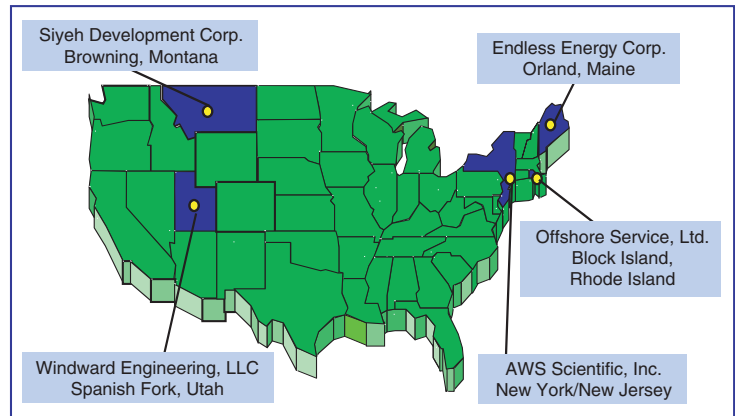 Siyeh Development Corp.
Browning, Montana
Endless Energy Corp.
Orland, Maine
Offshore Service, Ltd.
Block Island,
Rhode Island
Windward Engineering, LLC
Spanish Fork, Utah
AWS Scientific, Inc.
New York/New Jersey